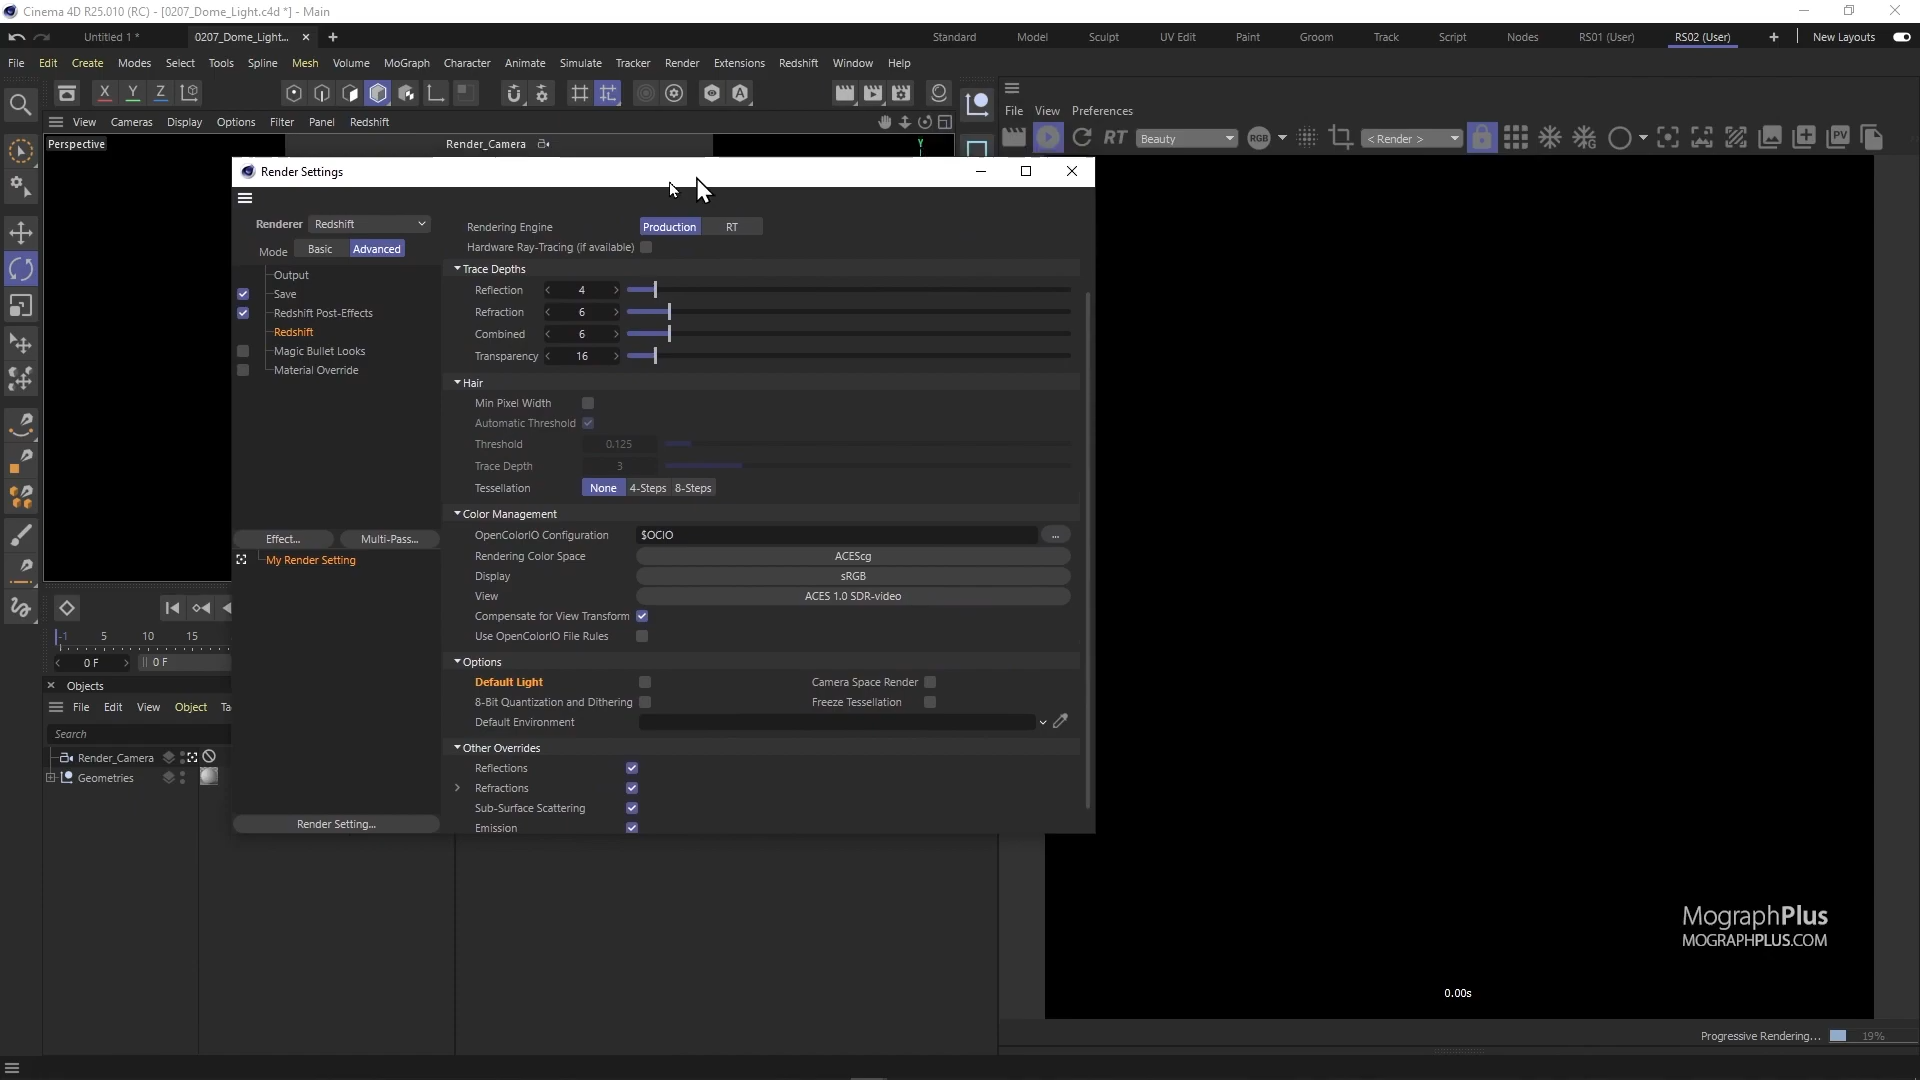 Cinema 4D R25.010 (RC) - [0207_Dome_Light.c4d *] - Main
Untitled 1 *
0207_Dome_Light...
Standard Model Sculpt UV Edit Paint Groom Track Script Nodes RS01 (User) RS02 (User) New Layouts
File Edit Create Modes Select Tools Spline Mesh Volume MoGraph Character Animate Simulate Tracker Render Extensions Redshift Window Help
X Y Z
File View Preferences
View Cameras Display Options Filter Panel Redshift
RT Beauty RGB < Render > PV
Perspective
Render_Camera
Y
Render Settings
Renderer Redshift
Mode Basic Advanced
Output
Save
Redshift Post-Effects
Redshift
Magic Bullet Looks
Material Override
Effect... Multi-Pass...
My Render Setting
Render Setting...
Rendering Engine Production RT
Hardware Ray-Tracing (if available)
Trace Depths
Reflection 4
Refraction 6
Combined 6
Transparency 16
Hair
Min Pixel Width
Automatic Threshold
Threshold 0.125
Trace Depth 3
Tessellation None 4-Steps 8-Steps
Color Management
OpenColorIO Configuration $OCIO ...
Rendering Color Space ACEScg
Display sRGB
View ACES 1.0 SDR-video
Compensate for View Transform
Use OpenColorIO File Rules
Options
Default Light Camera Space Render
8-Bit Quantization and Dithering Freeze Tessellation
Default Environment
Other Overrides
Reflections
Refractions
Sub-Surface Scattering
Emission
-1 5 10 15
0 F 0 F
Objects
File Edit View Object Ta
Search
Render_Camera
Geometries
MographPlus
MOGRAPHPLUS.COM
0.00s
Progressive Rendering... 19%